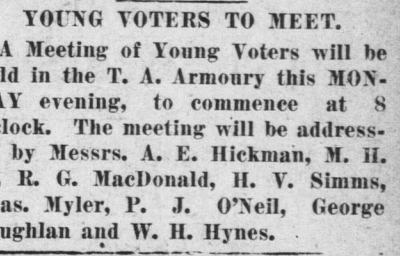 YOUNG VOTERS TO MEET.
A Meeting of Young Voters will be
ld in the T. A. Armoury this MON-
AY evening, to commence at 8
clock. The meeting will be address-
by Messrs. A. E. Hickman, M. H.
, R. G. MacDonald, H. V. Simms,
as. Myler, P. J. O'Neil, George
ughlan and W. H. Hynes.